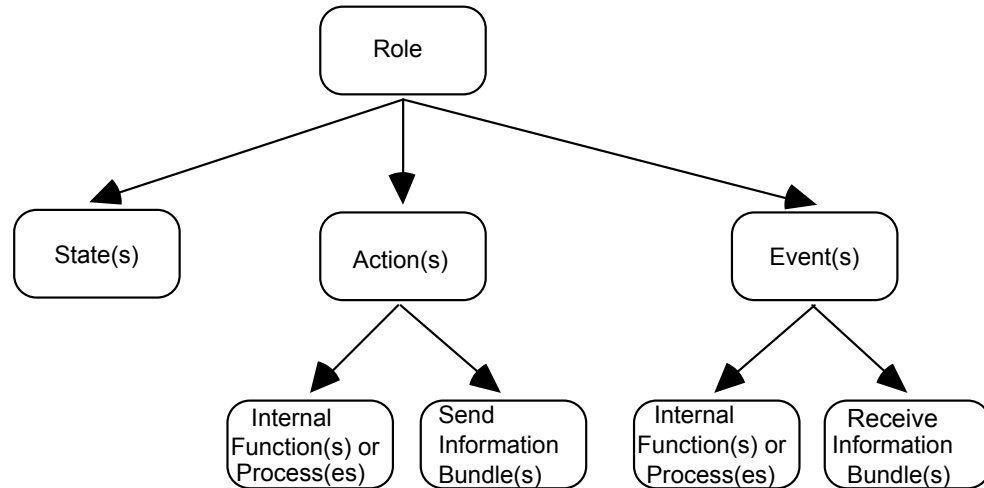 Role
State(s)
Action(s)
Event(s)
Internal
Function(s) or
Process(es)
Send
Information
Bundle(s)
Internal
Function(s) or
Process(es)
Receive
Information
Bundle(s)